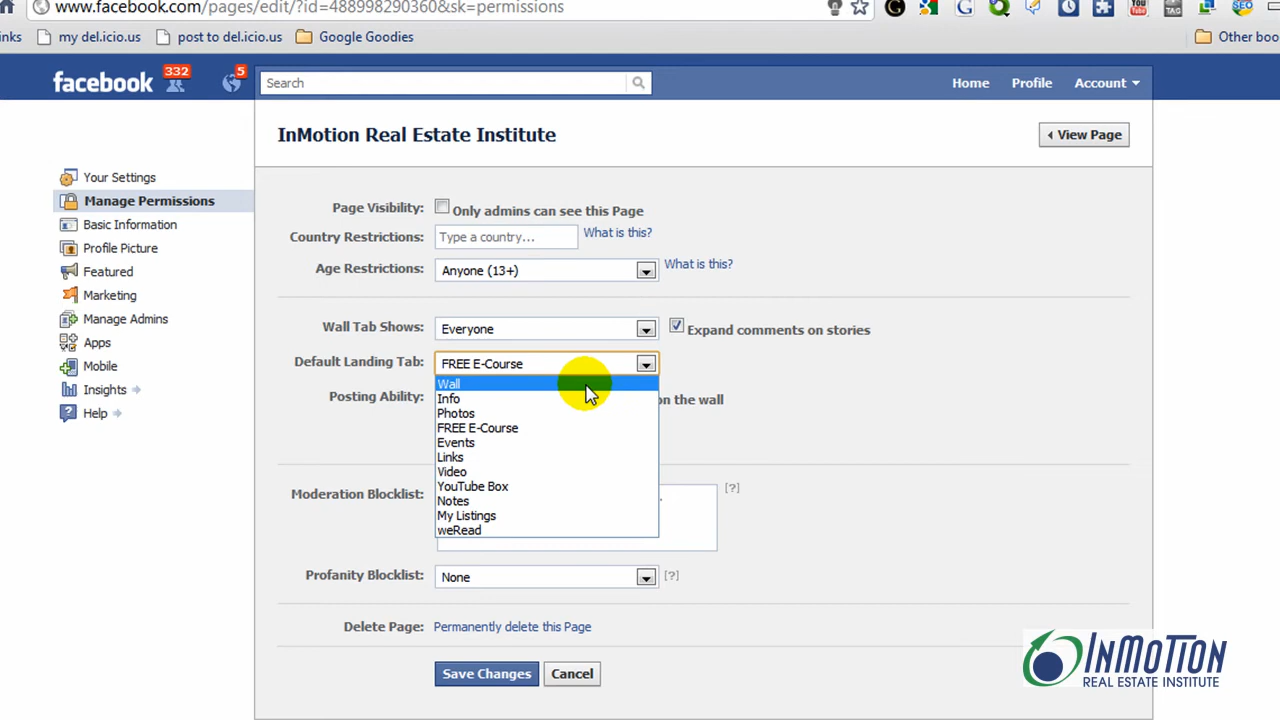 www.facebook.com/pages/edit/?id=488998290360&sk=permissions
inks my del.icio.us post to del.icio.us Google Goodies Other boo
facebook 332 5 Search Home Profile Account
InMotion Real Estate Institute View Page
Your Settings
Manage Permissions
Basic Information
Profile Picture
Featured
Marketing
Manage Admins
Apps
Mobile
Insights
Help
Page Visibility: Only admins can see this Page
Country Restrictions: Type a country... What is this?
Age Restrictions: Anyone (13+) What is this?
Wall Tab Shows: Everyone Expand comments on stories
Default Landing Tab: FREE E-Course
Posting Ability: on the wall
Wall
Info
Photos
FREE E-Course
Events
Links
Video
YouTube Box
Notes
My Listings
weRead
Moderation Blocklist: [?]
Profanity Blocklist: None [?]
Delete Page: Permanently delete this Page
Save Changes Cancel
INMOTION
REAL ESTATE INSTITUTE